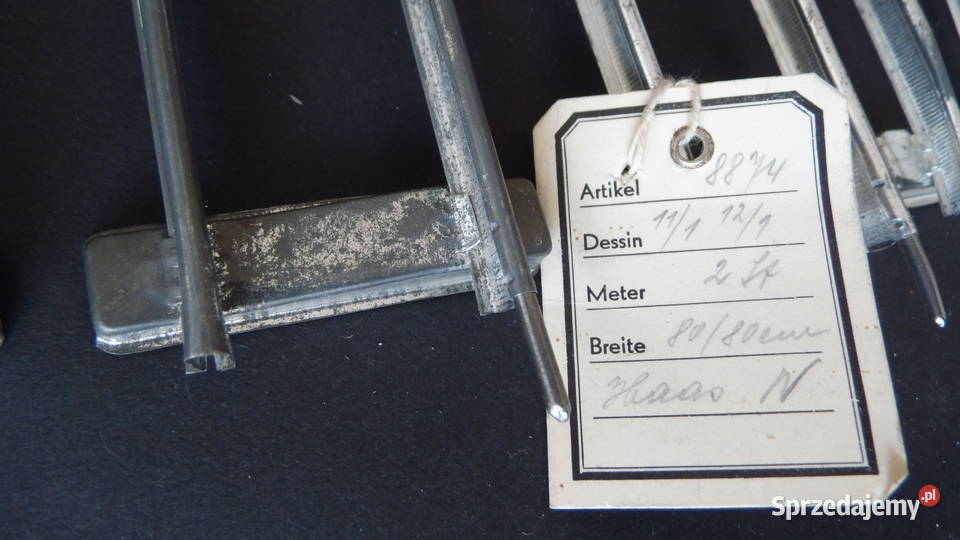 Artikel 8874
Dessin 11/1 12/1
Meter 2 St
Breite 80/80cm
Haas N
Sprzedajemy.pl